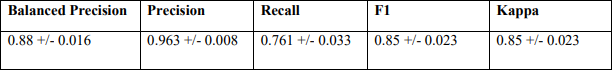 Balanced Precision Precision Recall F1 Kappa
0.88 +/- 0.016 0.963 +/- 0.008 0.761 +/- 0.033 0.85 +/- 0.023 0.85 +/- 0.023